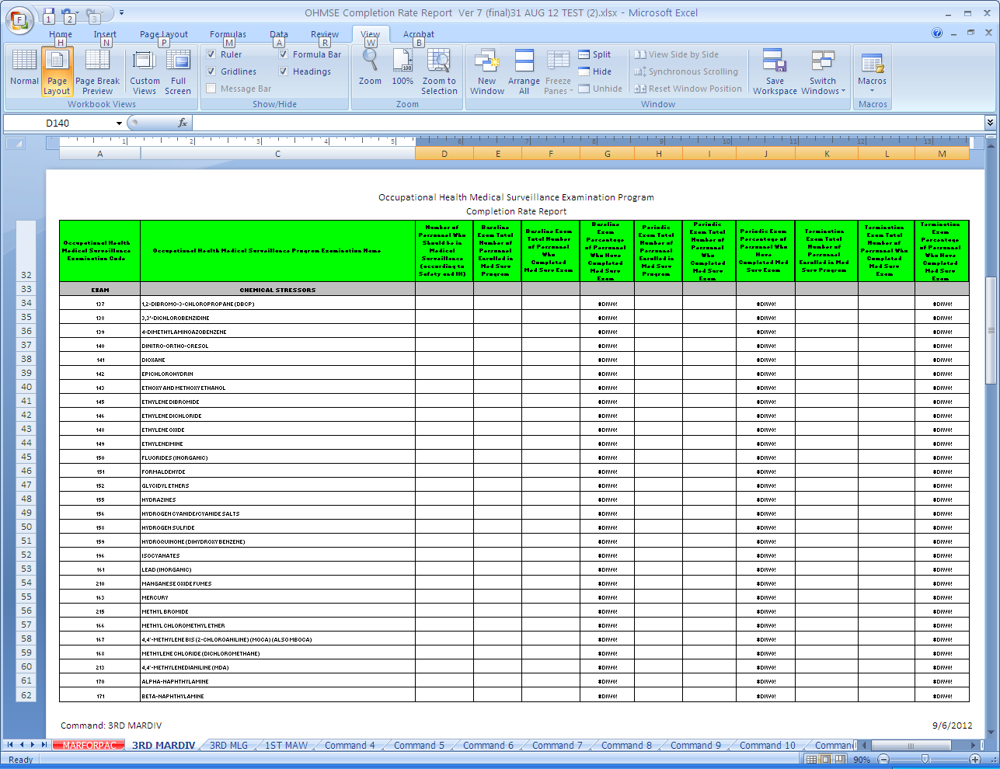 OHMSE Completion Rate Report Ver 7 (final)31 AUG 12 TEST (2).xlsx - Microsoft Excel
F 1 2 3
Home Insert Page Layout Formulas Data Review View Acrobat
H N P M A R W B
Normal Page Layout Page Break Preview Custom Views Full Screen
Workbook Views
Ruler Formula Bar
Gridlines Headings
Message Bar
Show/Hide
Zoom 100% Zoom to Selection
Zoom
New Window Arrange All Freeze Panes Split Hide Unhide
View Side by Side
Synchronous Scrolling
Reset Window Position
Window
Save Workspace Switch Windows
Macros
Macros
D140 fx
1 2 3 4 5 6 7 8 9 10 11 12 13
A C D E F G H I J K L M
Occupational Health Medical Surveillance Examination Program
Completion Rate Report
32
Occupational Health Medical Surveillance Examination Code
Occupational Health Medical Surveillance Program Examination Name
Number of Personnel Who Should be in Medical Surveillance (according to Safety and IH)
Baseline Exam Total Number of Personnel Enrolled in Med Surv Program
Baseline Exam Total Number of Personnel Who Completed Med Surv Exam
Baseline Exam Percentage of Personnel Who Have Completed Med Surv Exam
Periodic Exam Total Number of Personnel Enrolled in Med Surv Program
Periodic Exam Total Number of Personnel Who Completed Med Surv Exam
Periodic Exam Percentage of Personnel Who Have Completed Med Surv Exam
Termination Exam Total Number of Personnel Enrolled in Med Surv Program
Termination Exam Total Number of Personnel Who Completed Med Surv Exam
Termination Exam Percentage of Personnel Who Have Completed Med Surv Exam
33 EXAM CHEMICAL STRESSORS
34 137 1,2-DIBROMO-3-CHLOROPROPANE (DBCP) #DIV/0! #DIV/0! #DIV/0!
35 138 3,3'-DICHLOROBENZIDINE #DIV/0! #DIV/0! #DIV/0!
36 139 4-DIMETHYLAMINOAZOBENZENE #DIV/0! #DIV/0! #DIV/0!
37 140 DINITRO-ORTHO-CRESOL #DIV/0! #DIV/0! #DIV/0!
38 141 DIOXANE #DIV/0! #DIV/0! #DIV/0!
39 142 EPICHLOROHYDRIN #DIV/0! #DIV/0! #DIV/0!
40 143 ETHOXY AND METHOXY ETHANOL #DIV/0! #DIV/0! #DIV/0!
41 145 ETHYLENE DIBROMIDE #DIV/0! #DIV/0! #DIV/0!
42 146 ETHYLENE DICHLORIDE #DIV/0! #DIV/0! #DIV/0!
43 148 ETHYLENE OXIDE #DIV/0! #DIV/0! #DIV/0!
44 149 ETHYLENEIMINE #DIV/0! #DIV/0! #DIV/0!
45 150 FLUORIDES (INORGANIC) #DIV/0! #DIV/0! #DIV/0!
46 151 FORMALDEHYDE #DIV/0! #DIV/0! #DIV/0!
47 152 GLYCIDYL ETHERS #DIV/0! #DIV/0! #DIV/0!
48 155 HYDRAZINES #DIV/0! #DIV/0! #DIV/0!
49 156 HYDROGEN CYANIDE/CYANIDE SALTS #DIV/0! #DIV/0! #DIV/0!
50 158 HYDROGEN SULFIDE #DIV/0! #DIV/0! #DIV/0!
51 159 HYDROQUINONE (DIHYDROXY BENZENE) #DIV/0! #DIV/0! #DIV/0!
52 196 ISOCYANATES #DIV/0! #DIV/0! #DIV/0!
53 161 LEAD (INORGANIC) #DIV/0! #DIV/0! #DIV/0!
54 210 MANGANESE OXIDE FUMES #DIV/0! #DIV/0! #DIV/0!
55 163 MERCURY #DIV/0! #DIV/0! #DIV/0!
56 215 METHYL BROMIDE #DIV/0! #DIV/0! #DIV/0!
57 166 METHYL CHLOROMETHYL ETHER #DIV/0! #DIV/0! #DIV/0!
58 167 4,4'-METHYLENE BIS (2-CHLOROANILINE) (MOCA) (ALSO MBOCA) #DIV/0! #DIV/0! #DIV/0!
59 168 METHYLENE CHLORIDE (DICHLOROMETHANE) #DIV/0! #DIV/0! #DIV/0!
60 213 4,4'-METHYLENEDIANILINE (MDA) #DIV/0! #DIV/0! #DIV/0!
61 170 ALPHA-NAPHTHYLAMINE #DIV/0! #DIV/0! #DIV/0!
62 171 BETA-NAPHTHYLAMINE #DIV/0! #DIV/0! #DIV/0!
Command: 3RD MARDIV 9/6/2012
MARFORPAC 3RD MARDIV 3RD MLG 1ST MAW Command 4 Command 5 Command 6 Command 7 Command 8 Command 9 Command 10 Comman
Ready 90%